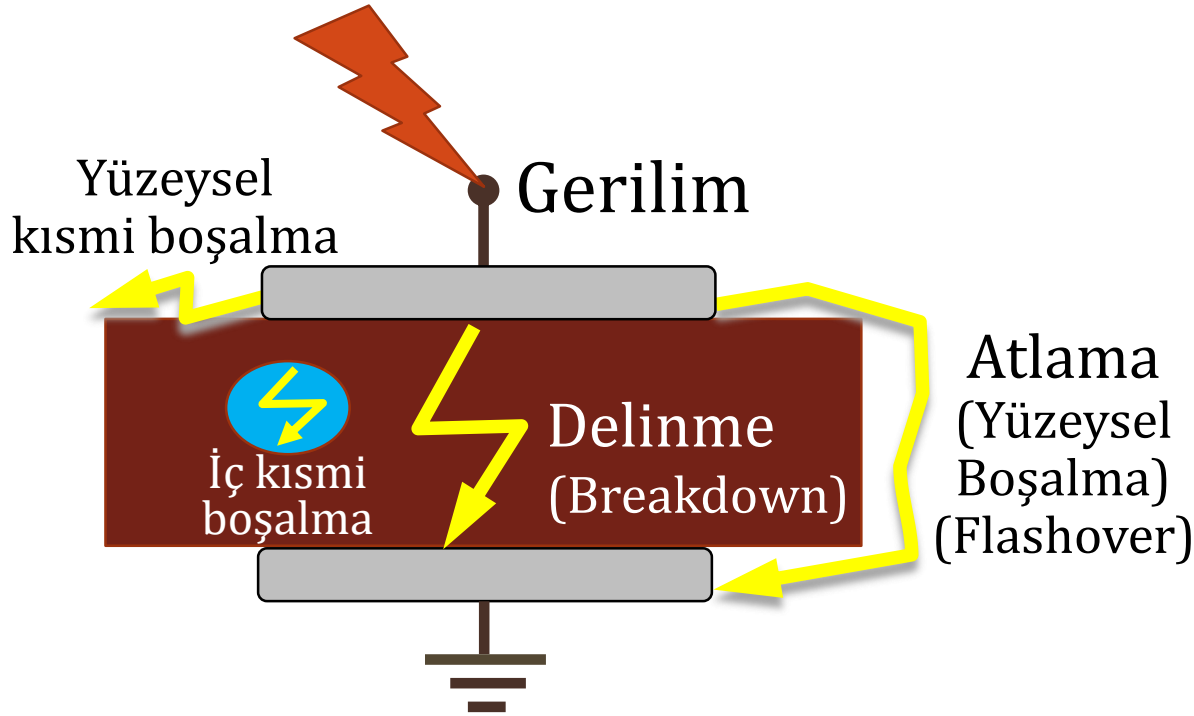 Yüzeysel
kısmi boşalma
Gerilim
Atlama
(Yüzeysel
Boşalma)
(Flashover)
Delinme
(Breakdown)
İç kısmi
boşalma